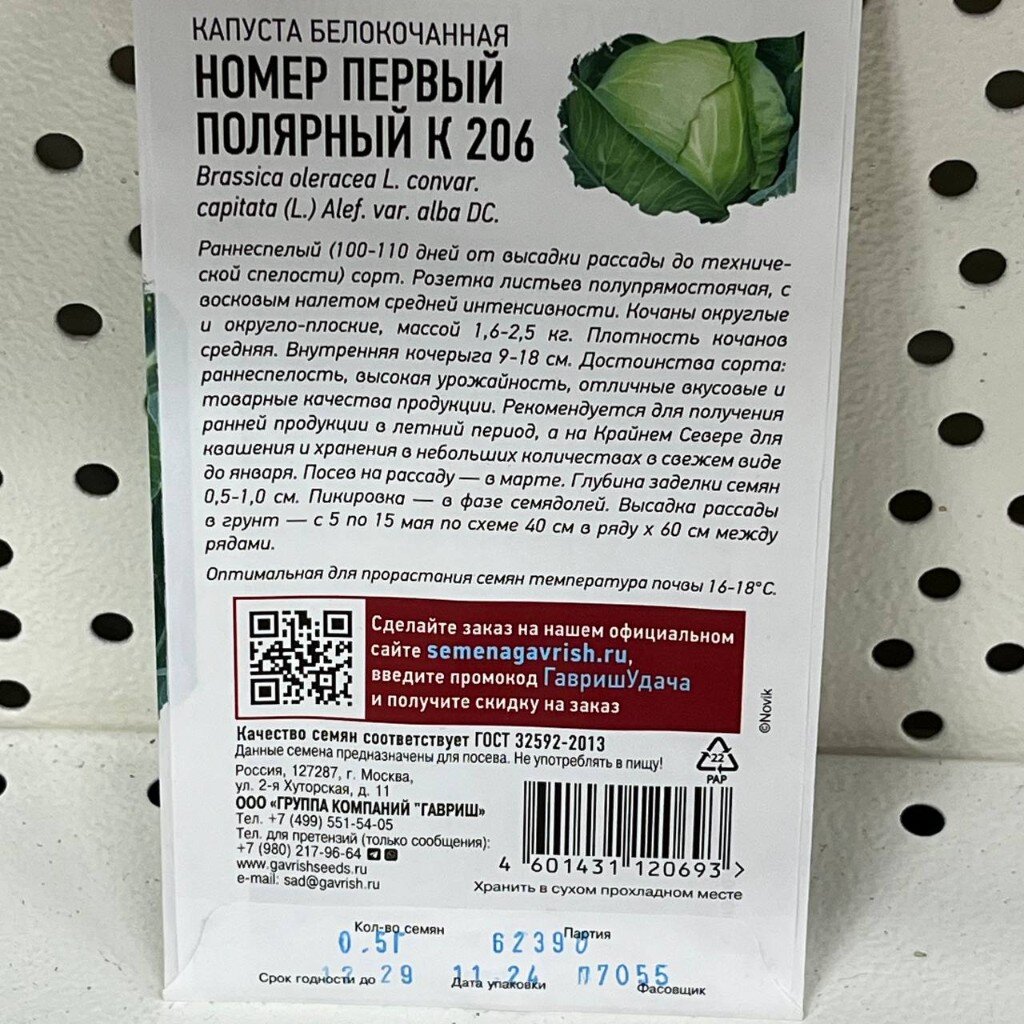 КАПУСТА БЕЛОКОЧАННАЯ
НОМЕР ПЕРВЫЙ
ПОЛЯРНЫЙ К 206
Brassica oleracea L. convar.
capitata (L.) Alef. var. alba DC.
Раннеспелый (100-110 дней от высадки рассады до техниче-
ской спелости) сорт. Розетка листьев полупрямостоячая, с
восковым налетом средней интенсивности. Кочаны округлые
и округло-плоские, массой 1,6-2,5 кг. Плотность кочанов
средняя. Внутренняя кочерыга 9-18 см. Достоинства сорта:
раннеспелость, высокая урожайность, отличные вкусовые и
товарные качества продукции. Рекомендуется для получения
ранней продукции в летний период, а на Крайнем Севере для
квашения и хранения в небольших количествах в свежем виде
до января. Посев на рассаду — в марте. Глубина заделки семян
0,5-1,0 см. Пикировка — в фазе семядолей. Высадка рассады
в грунт — с 5 по 15 мая по схеме 40 см в ряду х 60 см между
рядами.
Оптимальная для прорастания семян температура почвы 16-18°С.
Сделайте заказ на нашем официальном
сайте semenagavrish.ru,
введите промокод ГавришУдача
и получите скидку на заказ
©Novik
Качество семян соответствует ГОСТ 32592-2013
Данные семена предназначены для посева. Не употреблять в пищу!
22
PAP
Россия, 127287, г. Москва,
ул. 2-я Хуторская, д. 11
ООО «ГРУППА КОМПАНИЙ "ГАВРИШ»
Тел. +7 (499) 551-54-05
Тел. для претензий (только сообщения):
+7 (980) 217-96-64
www.gavrishseeds.ru
e-mail: sad@gavrish.ru
4 601431 120693 >
Хранить в сухом прохладном месте
Кол-во семян Партия
0.5Г 62390
12 29 11.24 П7055
Срок годности до Дата упаковки Фасовщик